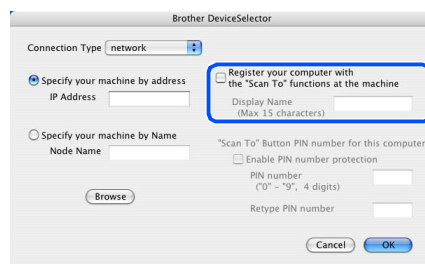 Brother DeviceSelector
Connection Type network
Specify your machine by address
IP Address
Specify your machine by Name
Node Name
Browse
Register your computer with
the "Scan To" functions at the machine
Display Name
(Max 15 characters)
"Scan To" Button PIN number for this computer
Enable PIN number protection
PIN number
("0" – "9", 4 digits)
Retype PIN number
Cancel OK